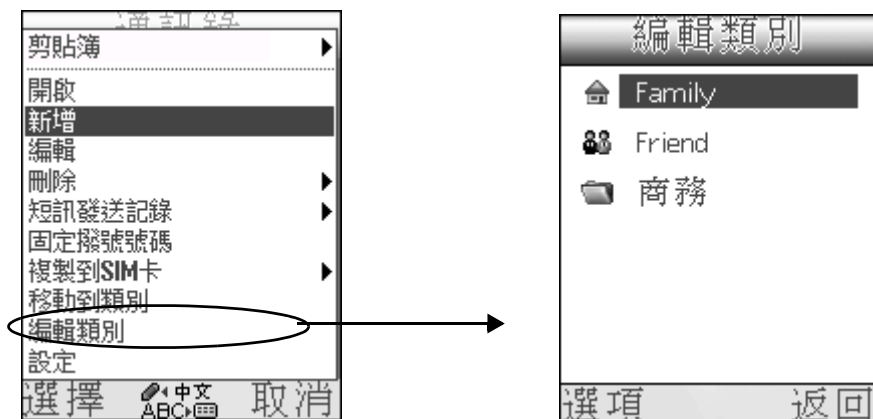 通訊錄
剪貼簿
開啟
新增
編輯
刪除
短訊發送記錄
固定撥號號碼
複製到SIM卡
移動到類別
編輯類別
設定
選擇 中文 ABC 取消
編輯類別
Family
Friend
商務
選項 返回